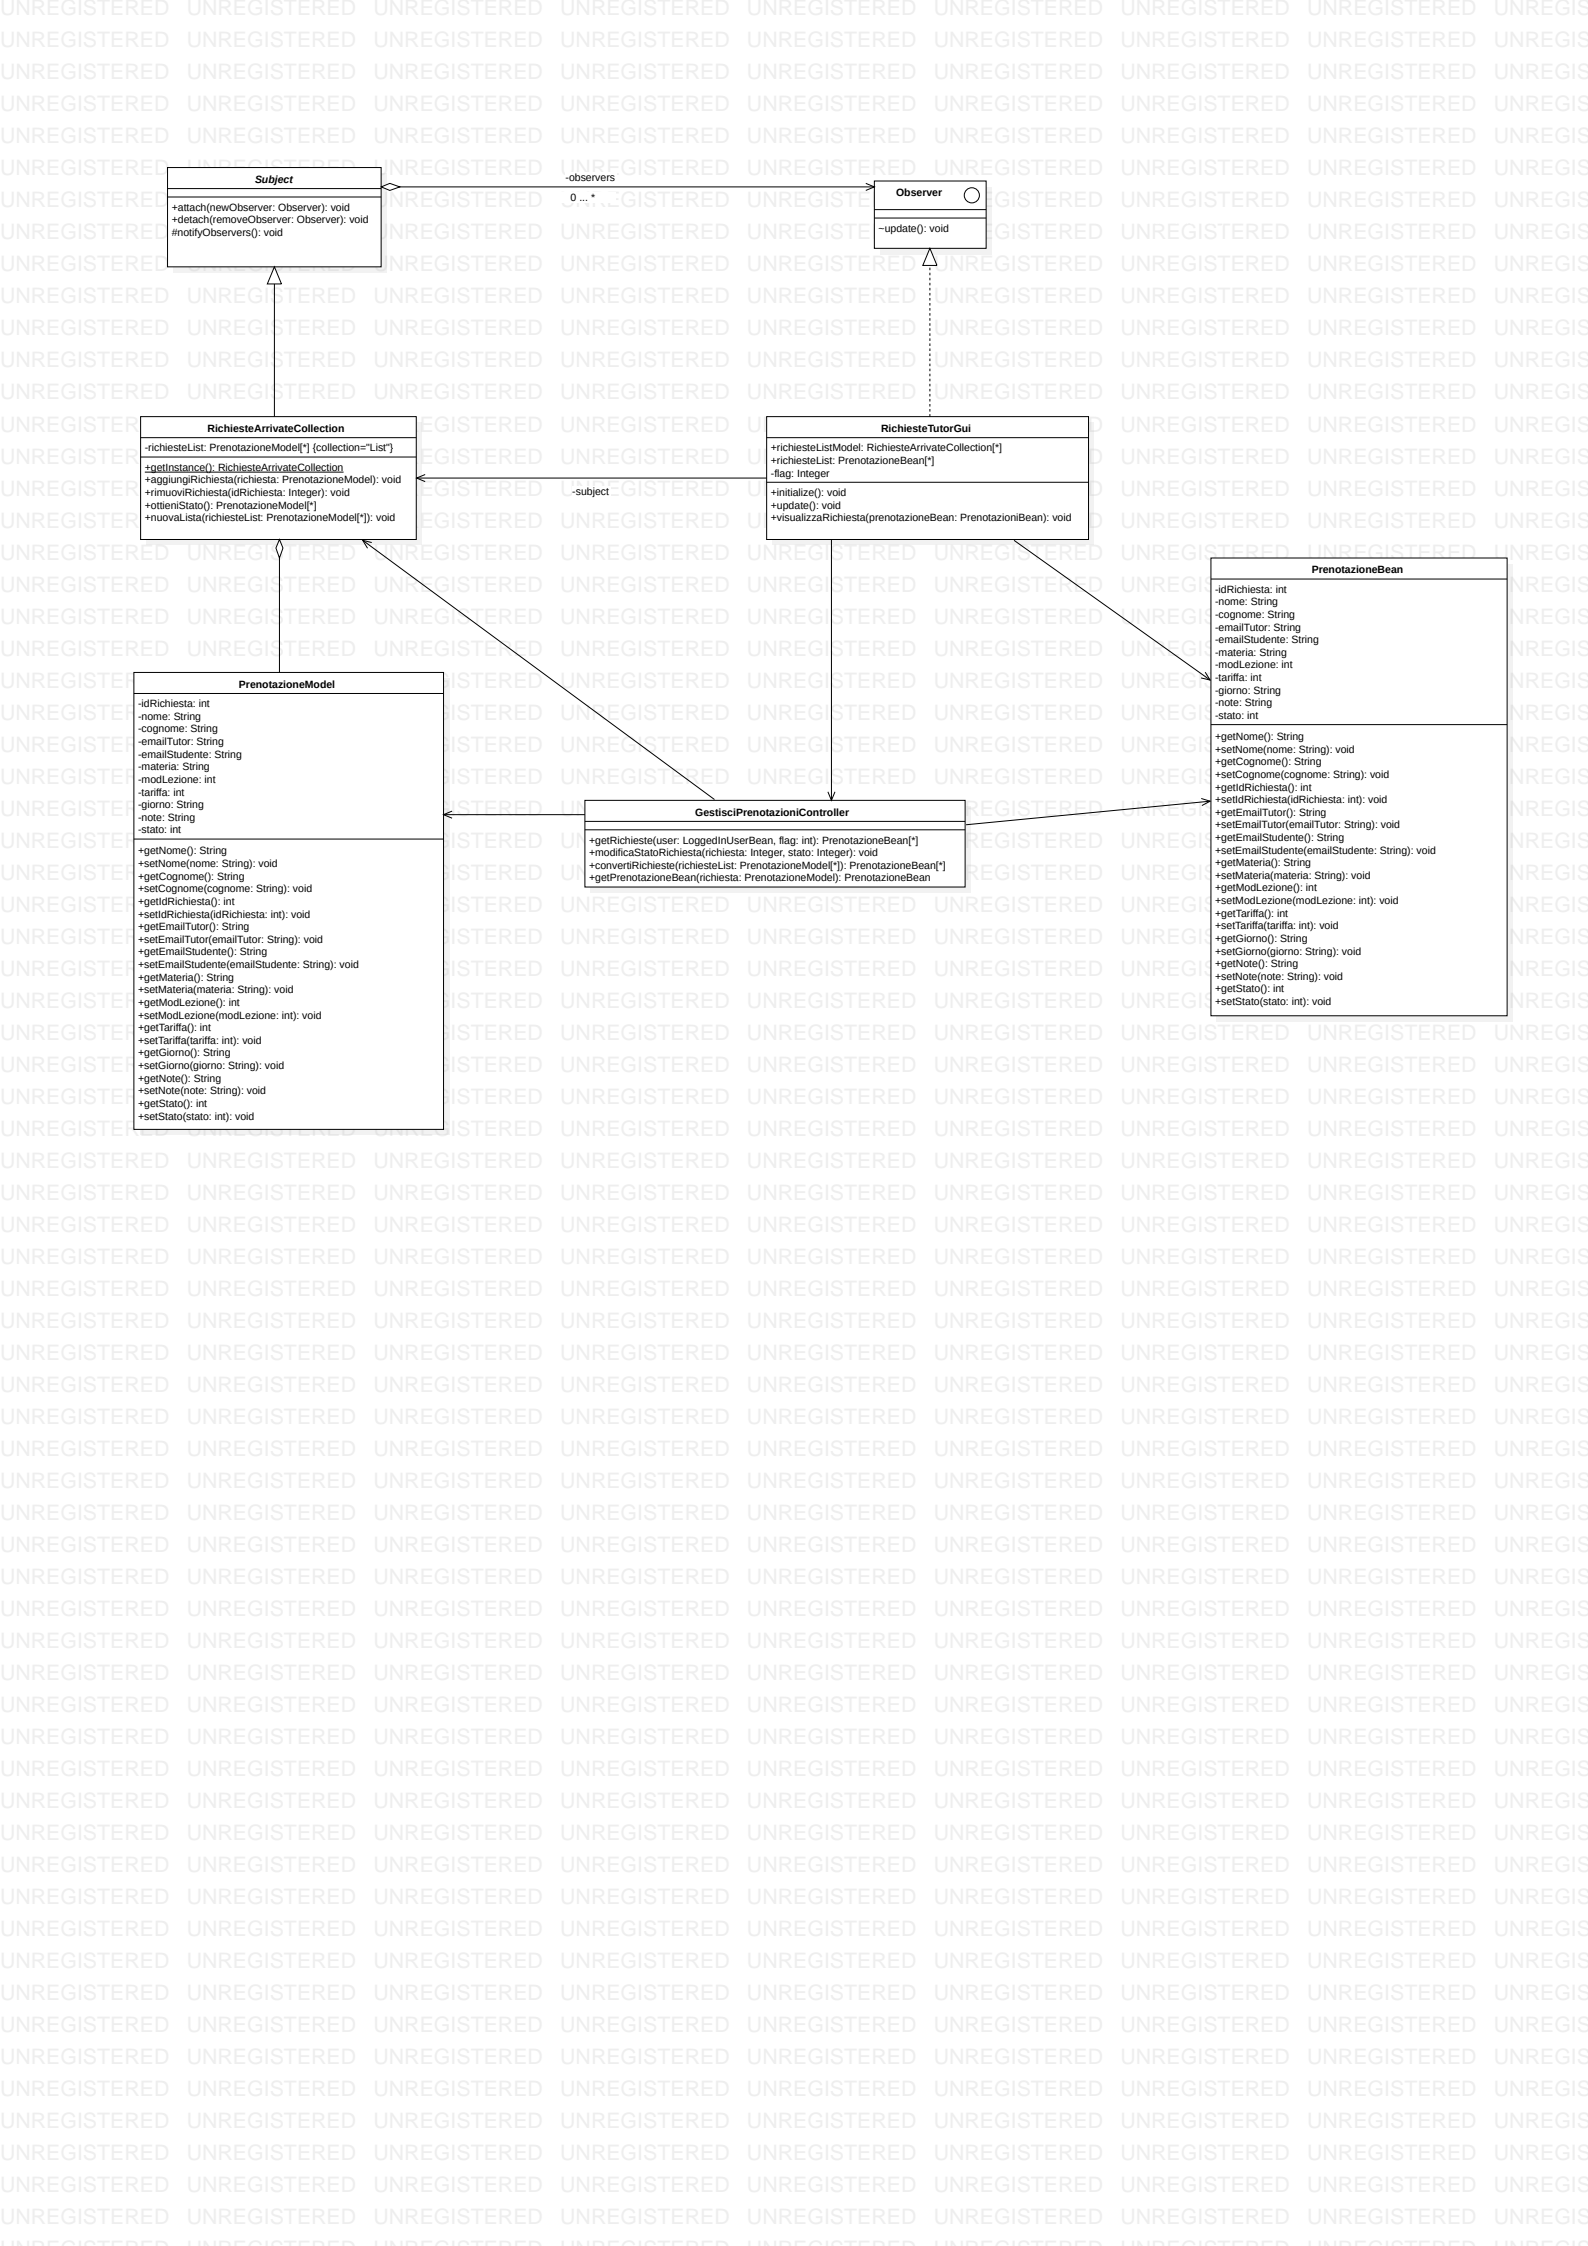 Subject
+attach(newObserver: Observer): void
+detach(removeObserver: Observer): void
#notifyObservers(): void
-observers
0 ... *
Observer
~update(): void
RichiesteArrivateCollection
-richiesteList: PrenotazioneModel[*] {collection="List"}
+getInstance(): RichiesteArrivateCollection
+aggiungiRichiesta(richiesta: PrenotazioneModel): void
+rimuoviRichiesta(idRichiesta: Integer): void
+ottieniStato(): PrenotazioneModel[*]
+nuovaLista(richiesteList: PrenotazioneModel[*]): void
-subject
RichiesteTutorGui
+richiesteListModel: RichiesteArrivateCollection[*]
+richiesteList: PrenotazioneBean[*]
-flag: Integer
+initialize(): void
+update(): void
+visualizzaRichiesta(prenotazioneBean: PrenotazioniBean): void
PrenotazioneBean
-idRichiesta: int
-nome: String
-cognome: String
-emailTutor: String
-emailStudente: String
-materia: String
-modLezione: int
-tariffa: int
-giorno: String
-note: String
-stato: int
+getNome(): String
+setNome(nome: String): void
+getCognome(): String
+setCognome(cognome: String): void
+getIdRichiesta(): int
+setIdRichiesta(idRichiesta: int): void
+getEmailTutor(): String
+setEmailTutor(emailTutor: String): void
+getEmailStudente(): String
+setEmailStudente(emailStudente: String): void
+getMateria(): String
+setMateria(materia: String): void
+getModLezione(): int
+setModLezione(modLezione: int): void
+getTariffa(): int
+setTariffa(tariffa: int): void
+getGiorno(): String
+setGiorno(giorno: String): void
+getNote(): String
+setNote(note: String): void
+getStato(): int
+setStato(stato: int): void
PrenotazioneModel
-idRichiesta: int
-nome: String
-cognome: String
-emailTutor: String
-emailStudente: String
-materia: String
-modLezione: int
-tariffa: int
-giorno: String
-note: String
-stato: int
+getNome(): String
+setNome(nome: String): void
+getCognome(): String
+setCognome(cognome: String): void
+getIdRichiesta(): int
+setIdRichiesta(idRichiesta: int): void
+getEmailTutor(): String
+setEmailTutor(emailTutor: String): void
+getEmailStudente(): String
+setEmailStudente(emailStudente: String): void
+getMateria(): String
+setMateria(materia: String): void
+getModLezione(): int
+setModLezione(modLezione: int): void
+getTariffa(): int
+setTariffa(tariffa: int): void
+getGiorno(): String
+setGiorno(giorno: String): void
+getNote(): String
+setNote(note: String): void
+getStato(): int
+setStato(stato: int): void
GestisciPrenotazioniController
+getRichieste(user: LoggedInUserBean, flag: int): PrenotazioneBean[*]
+modificaStatoRichiesta(richiesta: Integer, stato: Integer): void
+convertiRichieste(richiesteList: PrenotazioneModel[*]): PrenotazioneBean[*]
+getPrenotazioneBean(richiesta: PrenotazioneModel): PrenotazioneBean
UNREGISTERED